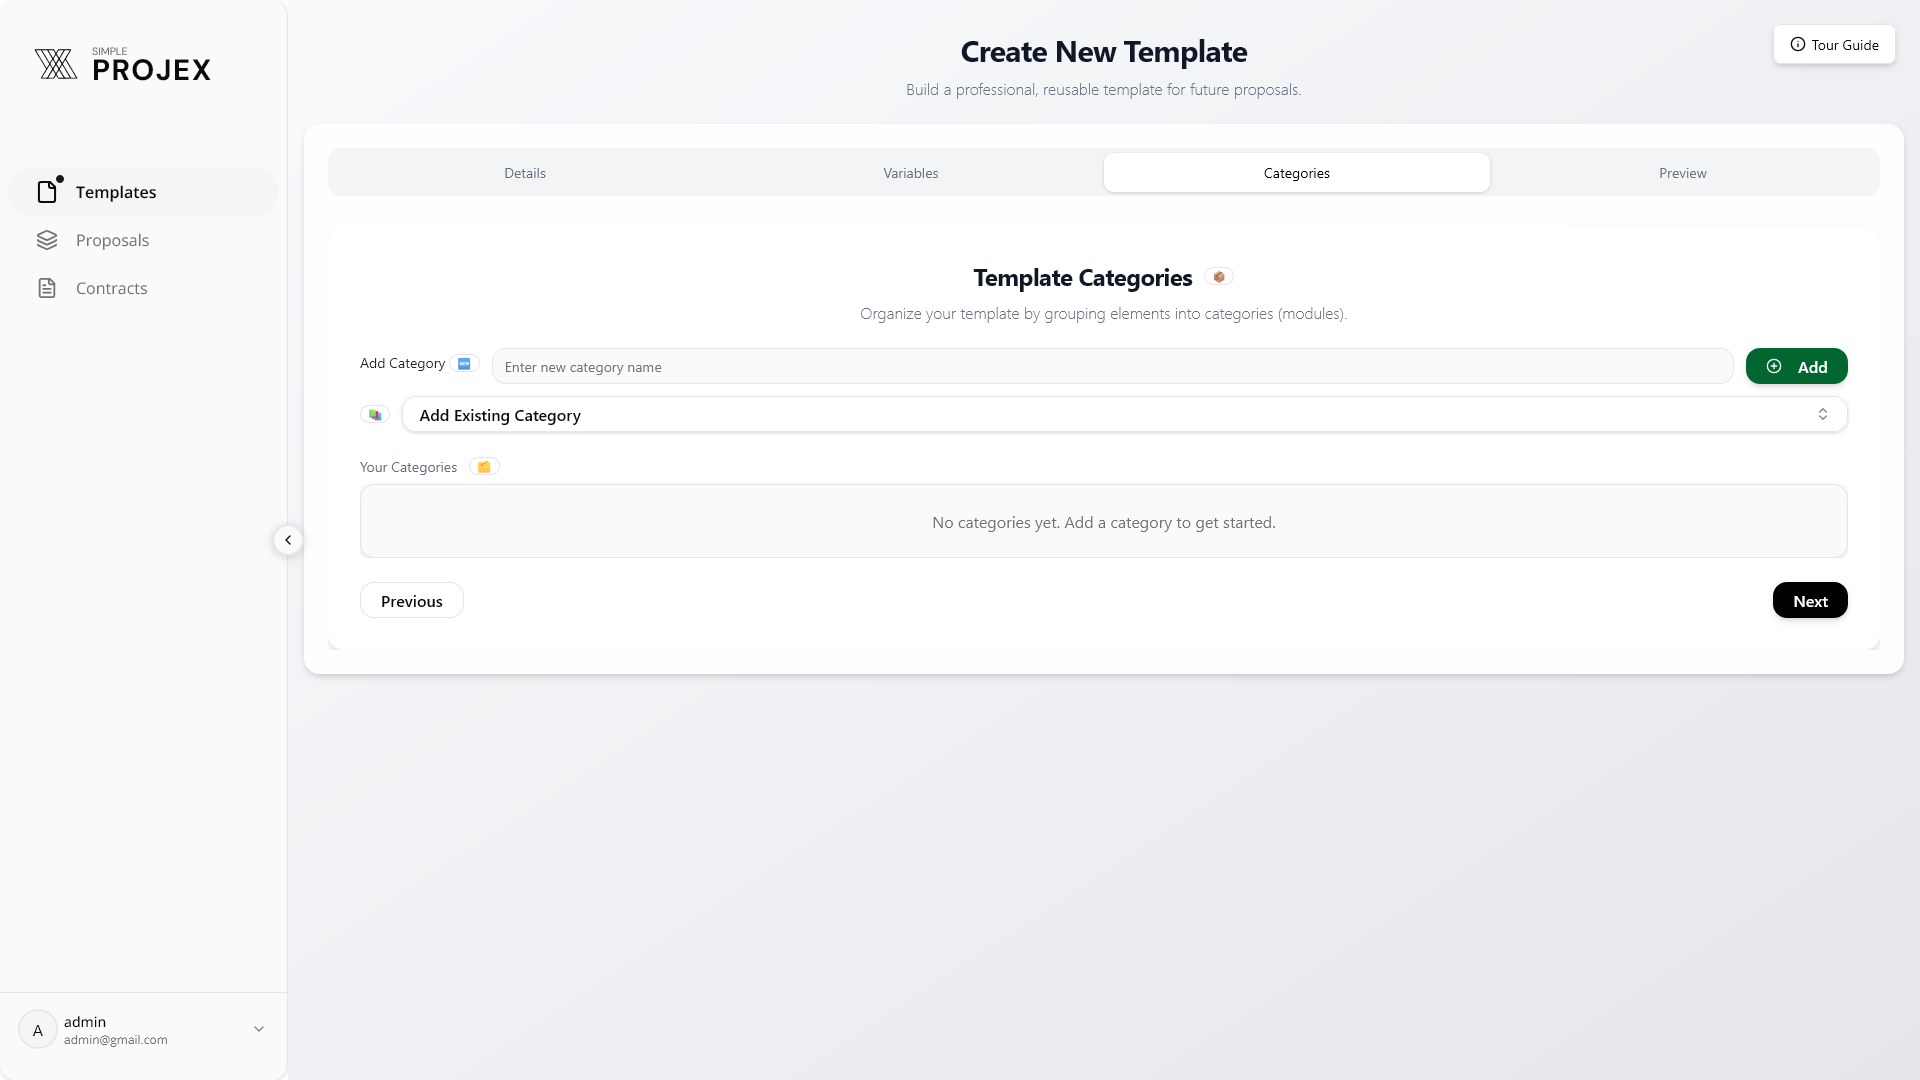 SIMPLE
PROJEX
Templates
Proposals
Contracts
admin
A
admin@gmail.com
Create New Template
Build a professional, reusable template for future proposals.
Tour Guide
Details
Variables
Categories
Preview
Template Categories
Organize your template by grouping elements into categories (modules).
Add Category
NEW
Enter new category name
Add
Add Existing Category
Your Categories
No categories yet. Add a category to get started.
Previous
Next